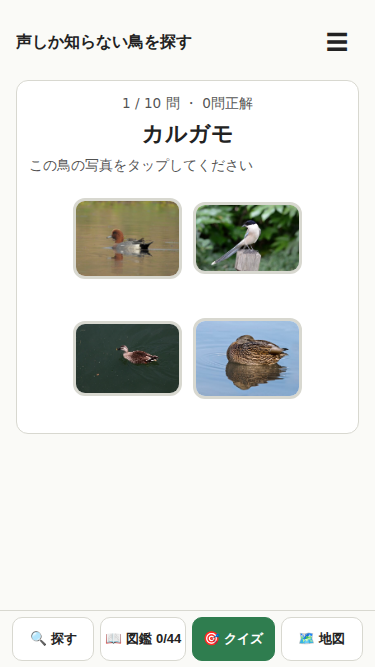 声しか知らない鳥を探す
☰
1 / 10 問 ・ 0問正解
カルガモ
この鳥の写真をタップしてください
🔍 探す
📖 図鑑 0/44
🎯 クイズ
🗺️ 地図